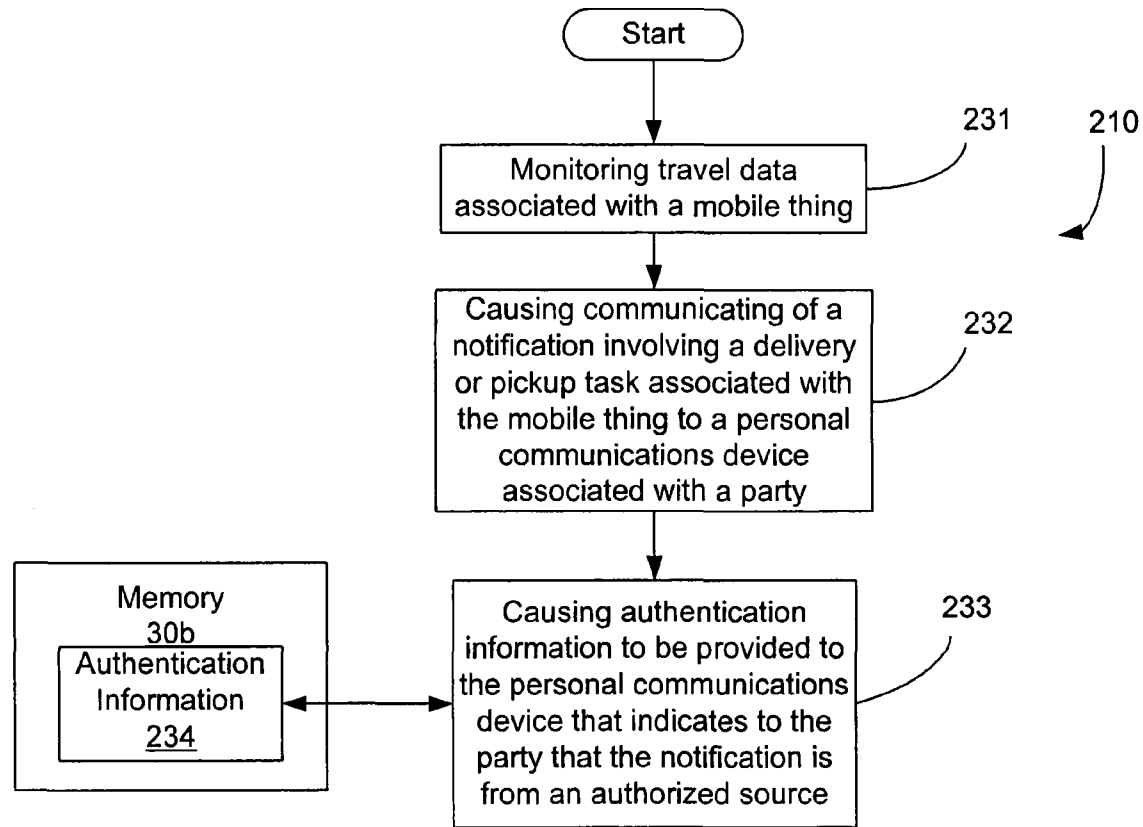 Start
231
210
Monitoring travel data
associated with a mobile thing
Causing communicating of a
notification involving a delivery
or pickup task associated with
the mobile thing to a personal
communications device
associated with a party
232
Memory
30b
Authentication
Information
234
Causing authentication
information to be provided to
the personal communications
device that indicates to the
party that the notification is
from an authorized source
233